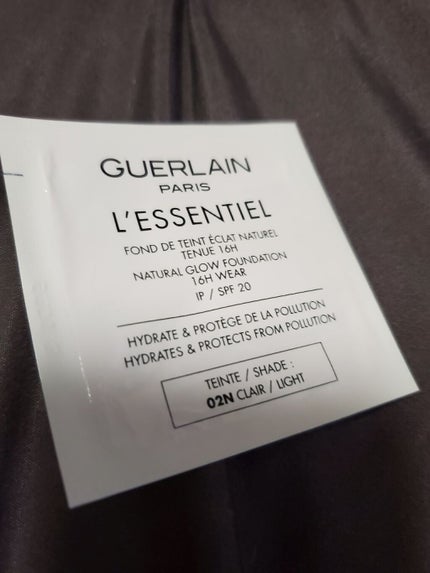 GUERLAIN
PARIS
L'ESSENTIEL
FOND DE TEINT ÉCLAT NATUREL
TENUE 16H
NATURAL GLOW FOUNDATION
16H WEAR
IP / SPF 20
HYDRATE & PROTÈGE DE LA POLLUTION
HYDRATES & PROTECTS FROM POLLUTION
TEINTE / SHADE :
02N CLAIR / LIGHT